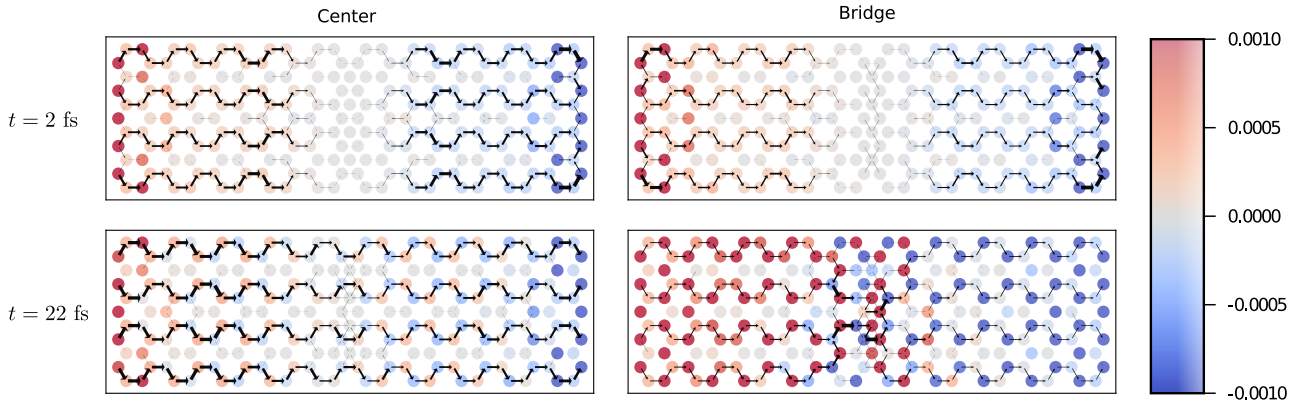 Center
Bridge
t = 2 fs
t = 22 fs
0.0010
0.0005
0.0000
-0.0005
-0.0010